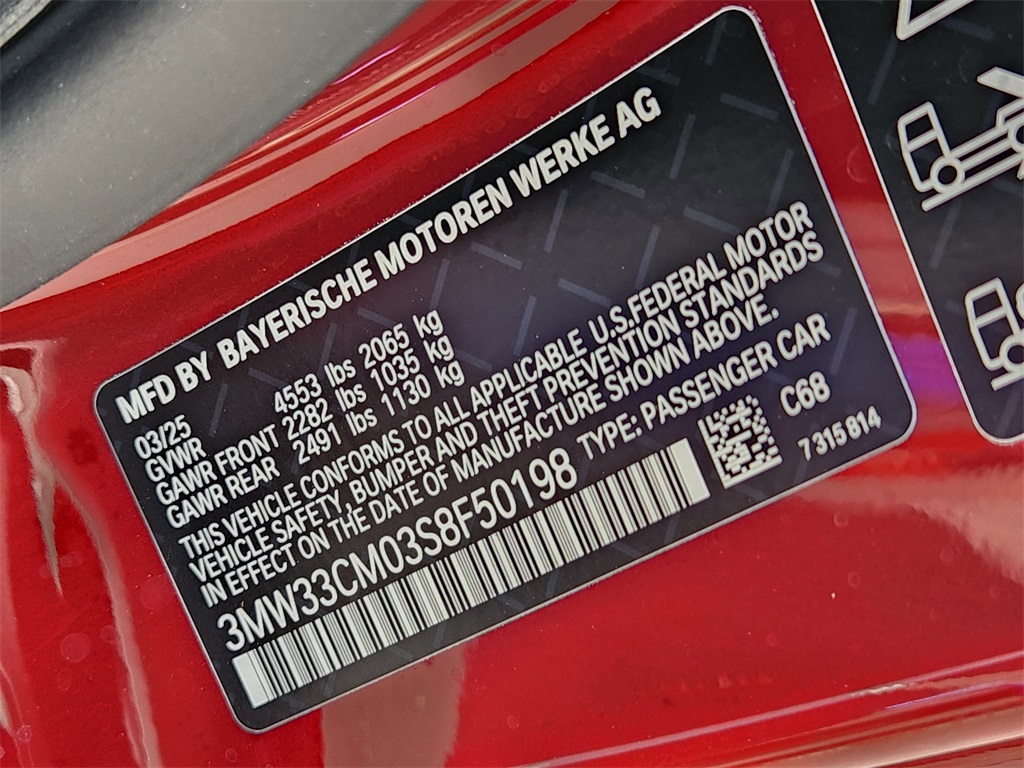 MFD BY BAYERISCHE MOTOREN WERKE AG
03/25
GVWR 4553 lbs 2065 kg
GAWR FRONT 2282 lbs 1035 kg
GAWR REAR 2491 lbs 1130 kg
THIS VEHICLE CONFORMS TO ALL APPLICABLE U.S.FEDERAL MOTOR
VEHICLE SAFETY, BUMPER AND THEFT PREVENTION STANDARDS
IN EFFECT ON THE DATE OF MANUFACTURE SHOWN ABOVE.
3MW33CM03S8F50198 TYPE: PASSENGER CAR
C68
7 315 814